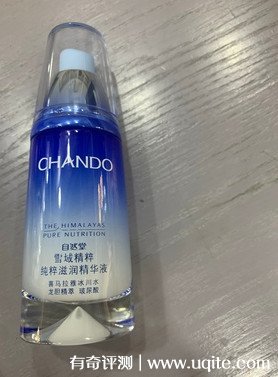 CHANDO
THE HIMALAYAS
PURE NUTRITION
自然堂
雪域精粹
纯粹滋润精华液
喜马拉雅冰川水
龙胆精萃 玻尿酸
有奇评测 | www.uqite.com